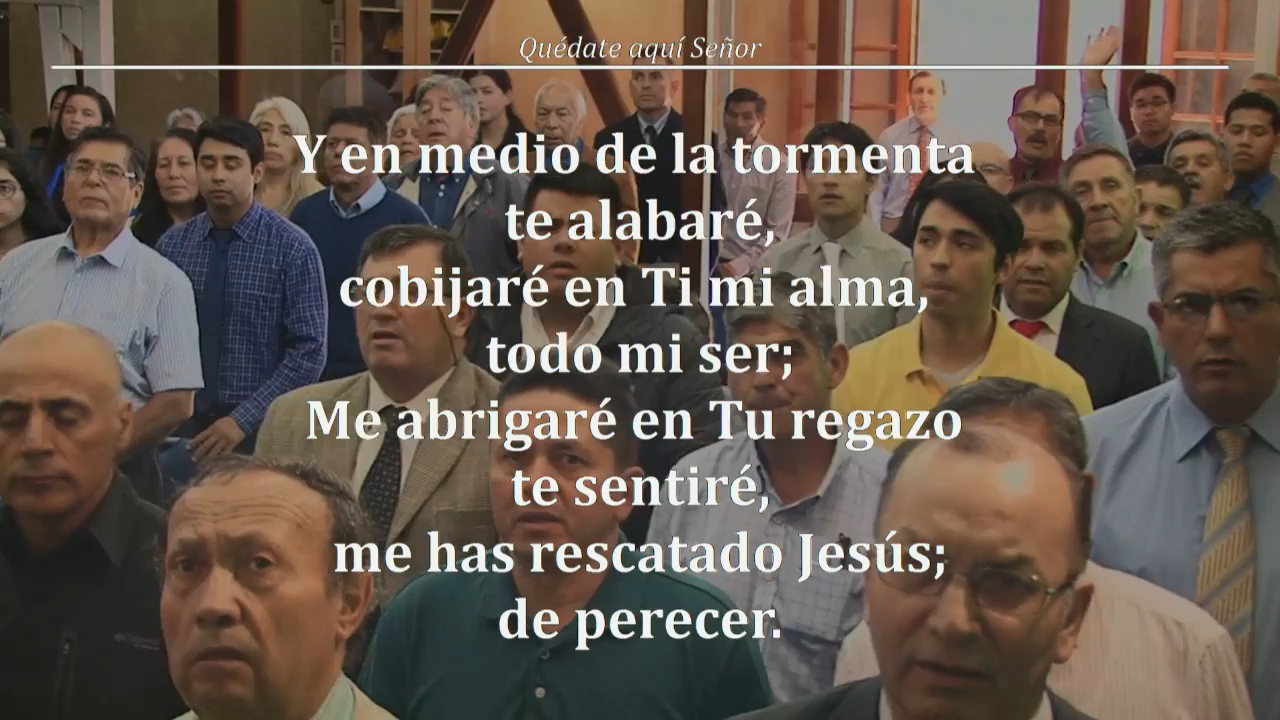 Quédate aquí Señor
Y en medio de la tormenta
te alabaré,
cobijaré en Ti mi alma,
todo mi ser;
Me abrigaré en Tu regazo
te sentiré,
me has rescatado Jesús;
de perecer.